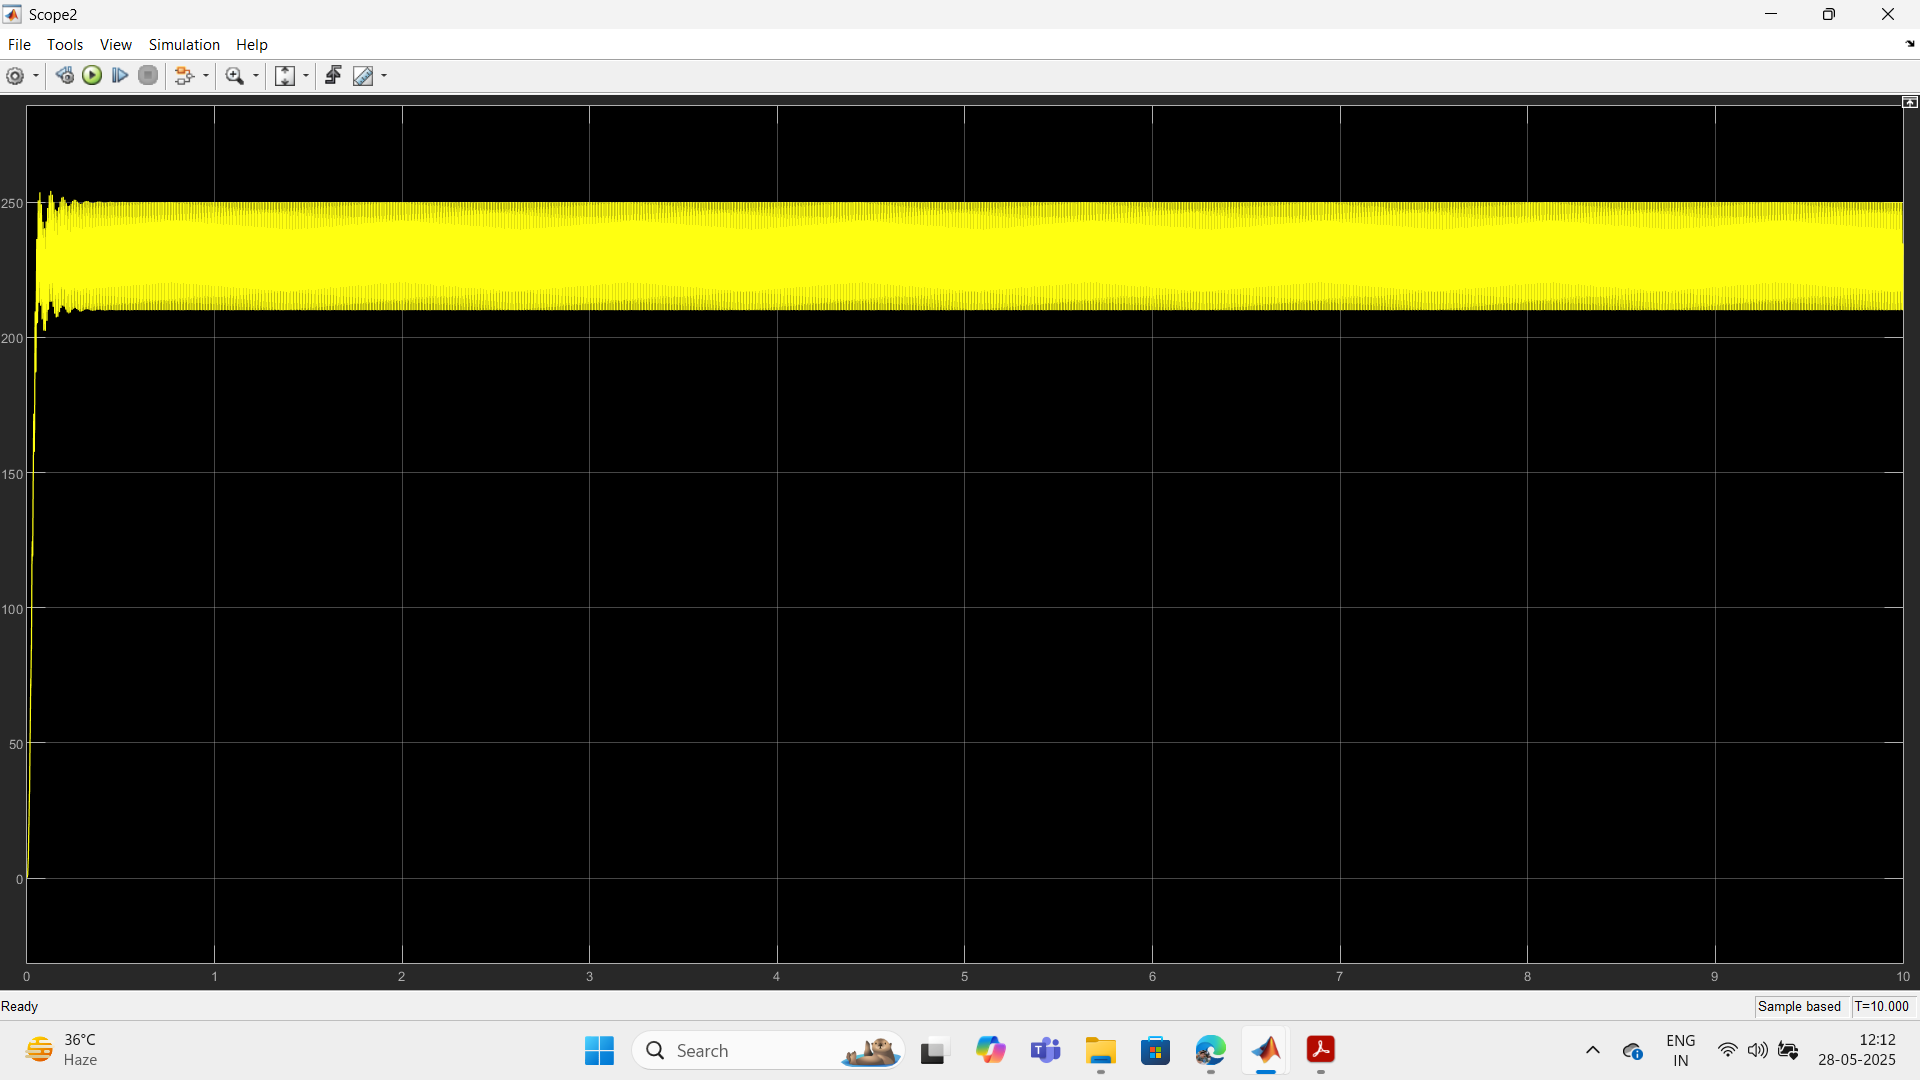 Scope2
File Tools View Simulation Help
250
200
150
100
50
0
0 1 2 3 4 5 6 7 8 9 10
Ready
Sample based T=10.000
36°C
Haze
Search
ENG
IN
12:12
28-05-2025